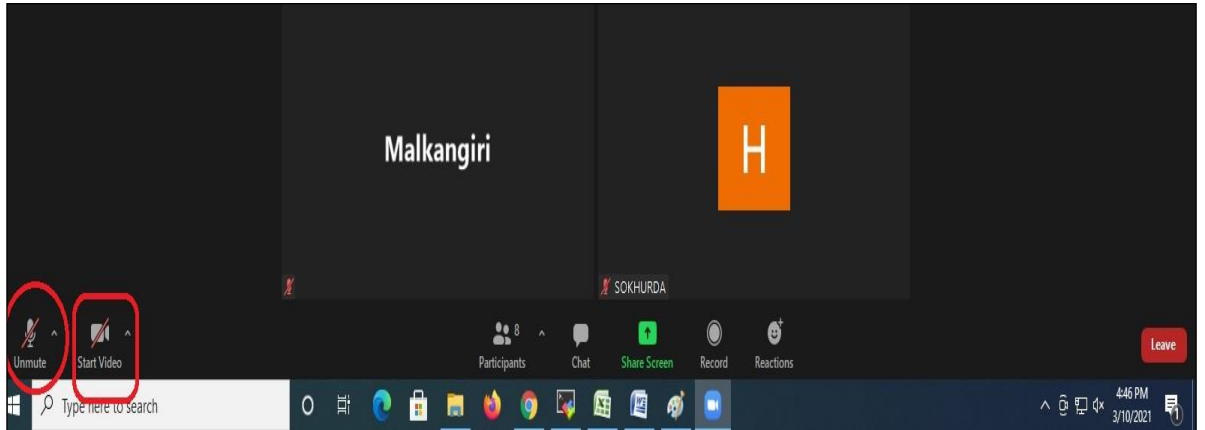 Malkangiri
H
SOKHURDA
Unmute
Start Video
8
Participants
Chat
Share Screen
Record
Reactions
Leave
Type here to search
4:46 PM
3/10/2021
1